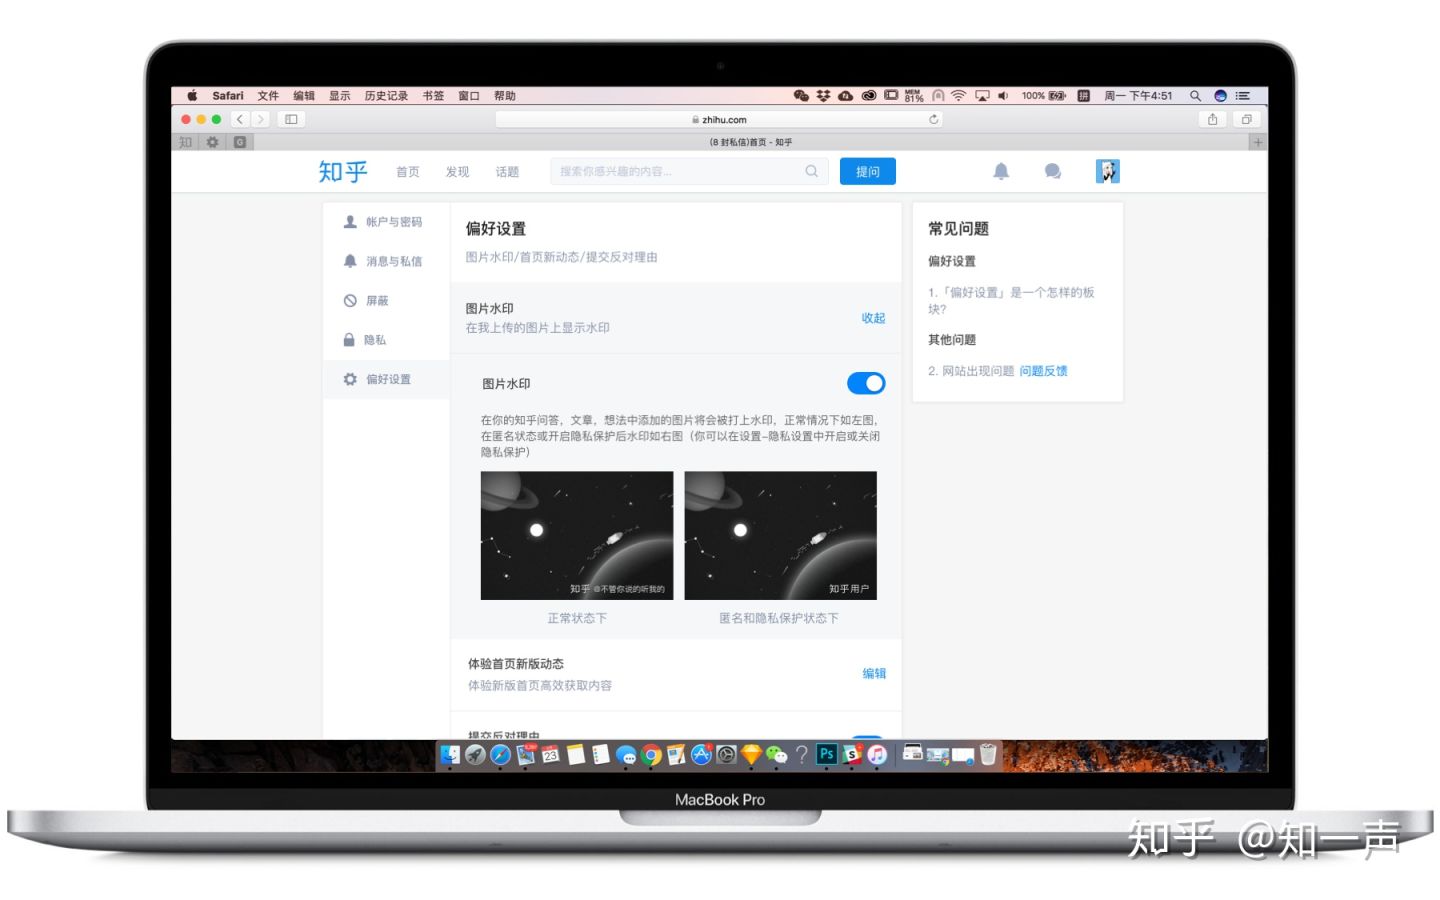 Safari 文件 编辑 显示 历史记录 书签 窗口 帮助
MEM 81% 100% 拼 周一 下午4:51
zhihu.com
知 G (8 封私信)首页 - 知乎
知乎 首页 发现 话题 搜索你感兴趣的内容... 提问
帐户与密码
消息与私信
屏蔽
隐私
偏好设置
偏好设置
图片水印/首页新动态/提交反对理由
图片水印
在我上传的图片上显示水印
收起
图片水印
在你的知乎问答，文章，想法中添加的图片将会被打上水印，正常情况下如左图，
在匿名状态或开启隐私保护后水印如右图（你可以在设置-隐私设置中开启或关闭
隐私保护）
知乎 @不管你说的听我的
知乎用户
正常状态下
匿名和隐私保护状态下
体验首页新版动态
体验新版首页高效获取内容
编辑
提交反对理由
常见问题
偏好设置
1.「偏好设置」是一个怎样的板
块?
其他问题
2. 网站出现问题 问题反馈
23
Ps
S
MacBook Pro
知乎 @知一声